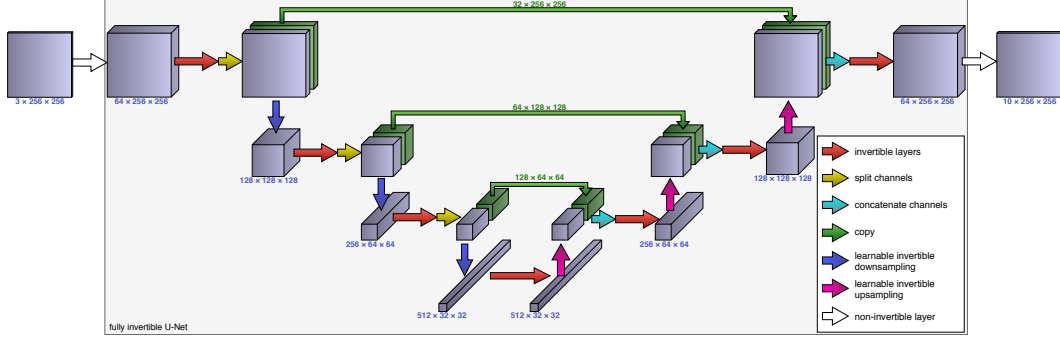 32 × 256 × 256
3 × 256 × 256
64 × 256 × 256
64 × 256 × 256
10 × 256 × 256
64 × 128 × 128
128 × 128 × 128
128 × 128 × 128
128 × 64 × 64
256 × 64 × 64
256 × 64 × 64
512 × 32 × 32
512 × 32 × 32
invertible layers
split channels
concatenate channels
copy
learnable invertible
downsampling
learnable invertible
upsampling
non-invertible layer
fully invertible U-Net